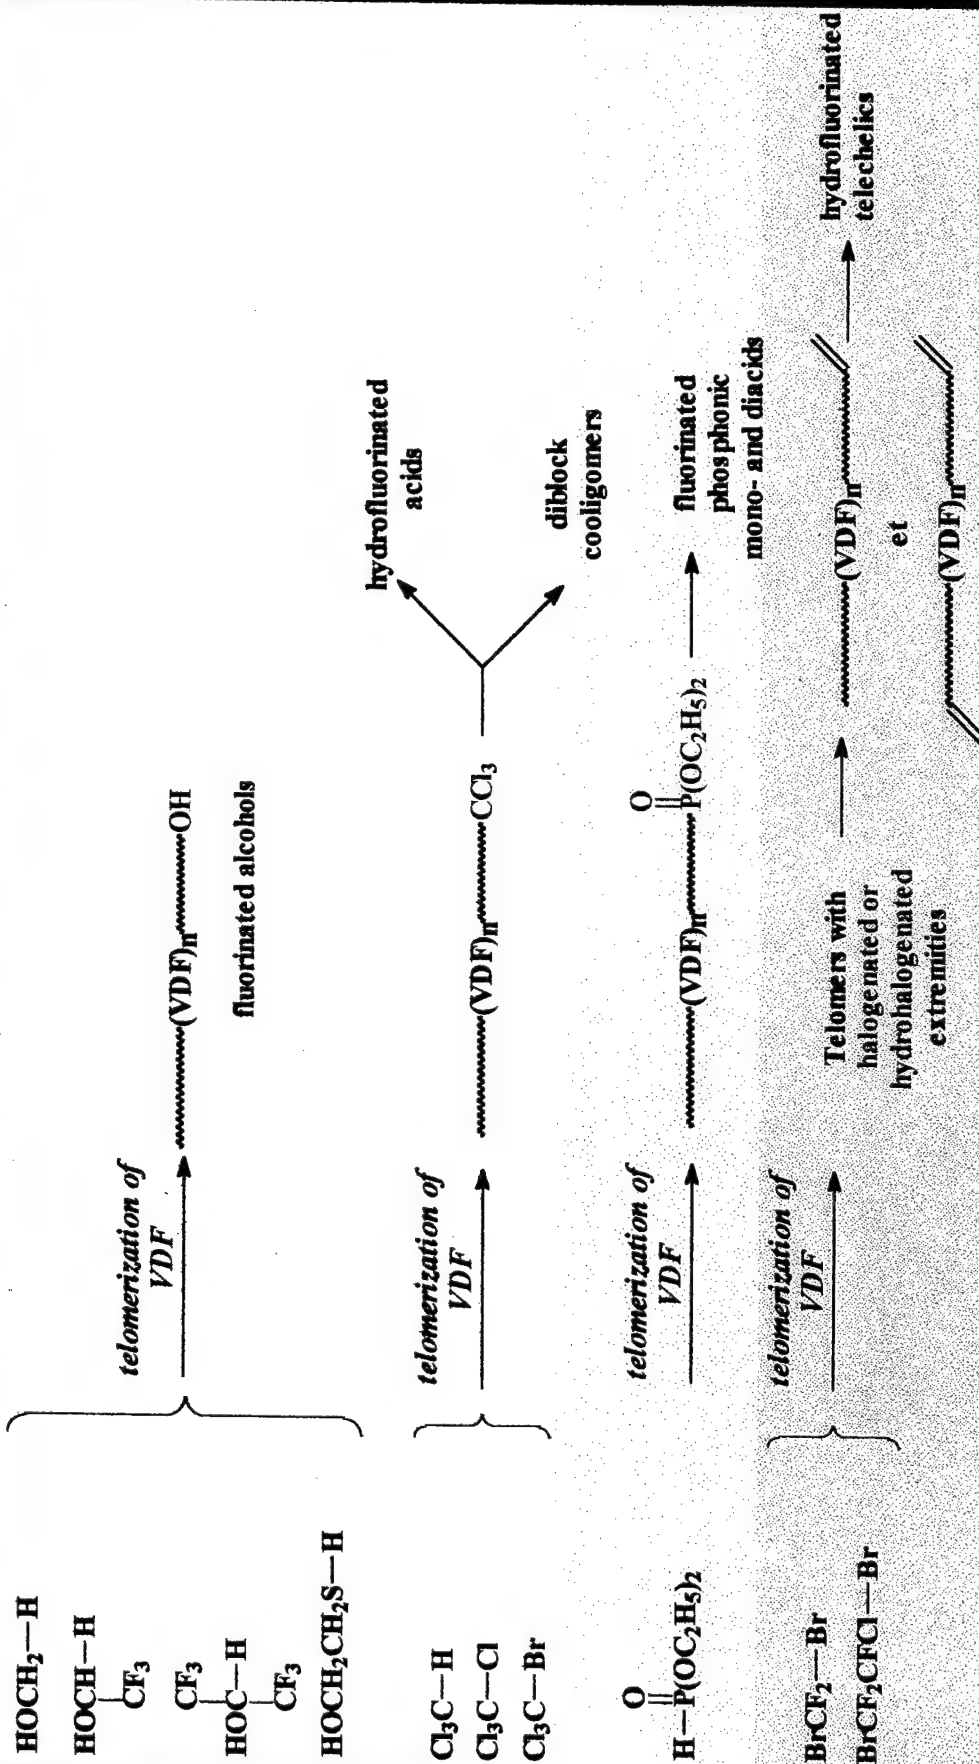 HOCH2—H
HOCH—H
CF3
CF3
HOC—H
CF3
HOCH2CH2S—H
telomerization of
VDF
(VDF)n OH
fluorinated alcohols
Cl3C—H
Cl3C—Cl
Cl3C—Br
telomerization of
VDF
(VDF)n CCl3
hydrofluorinated
acids
diblock
cooligomers
O
H—P(OC2H5)2
telomerization of
VDF
O
(VDF)n P(OC2H5)2
fluorinated
phosphonic
mono- and diacids
BrCF2—Br
BrCF2CFCl—Br
telomerization of
VDF
Telomers with
halogenated or
hydrohalogenated
extremities
(VDF)n
et
(VDF)n
hydrofluorinated
telechelics